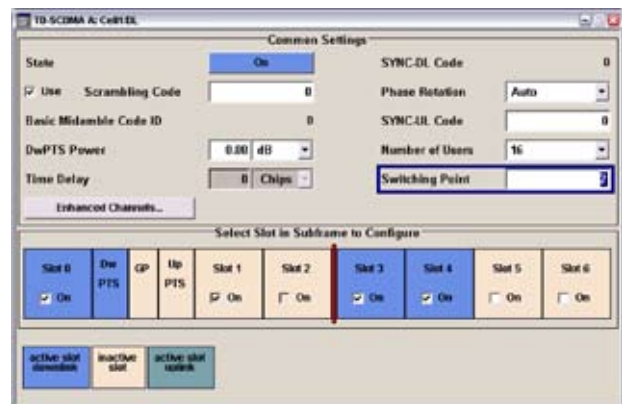 TD-SCDMA A: Cell1 DL
Common Settings
State On SYNC-DL Code 0
Use Scrambling Code 0 Phase Rotation Auto
Basic Midamble Code ID 0 SYNC-UL Code 0
DwPTS Power 0.00 dB Number of Users 16
Time Delay 0 Chips Switching Point
Enhanced Channels...
Select Slot in Subframe to Configure
Slot 0 Dw PTS GP Up PTS Slot 1 Slot 2 Slot 3 Slot 4 Slot 5 Slot 6
On On On On On On On
active slot downlink inactive slot active slot uplink